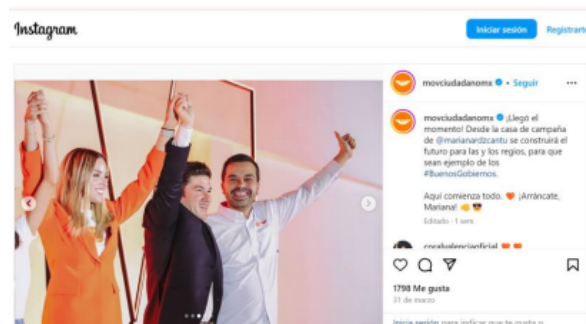 Instagram
Iniciar sesión
Registrarte
movciudadanomx • Seguir
movciudadanomx ¡Llegó el
momento! Desde la casa de campaña
de @marianardzcantu se construirá el
futuro para las y los regios, para que
sean ejemplo de los
#BuenosGobiernos.
Aquí comienza todo. 🧡 ¡Arráncate,
Mariana!
Editado · 1 sem
coralvalenciaoficial
1798 Me gusta
31 de marzo
Inicia sesión para indicar que te gusta o